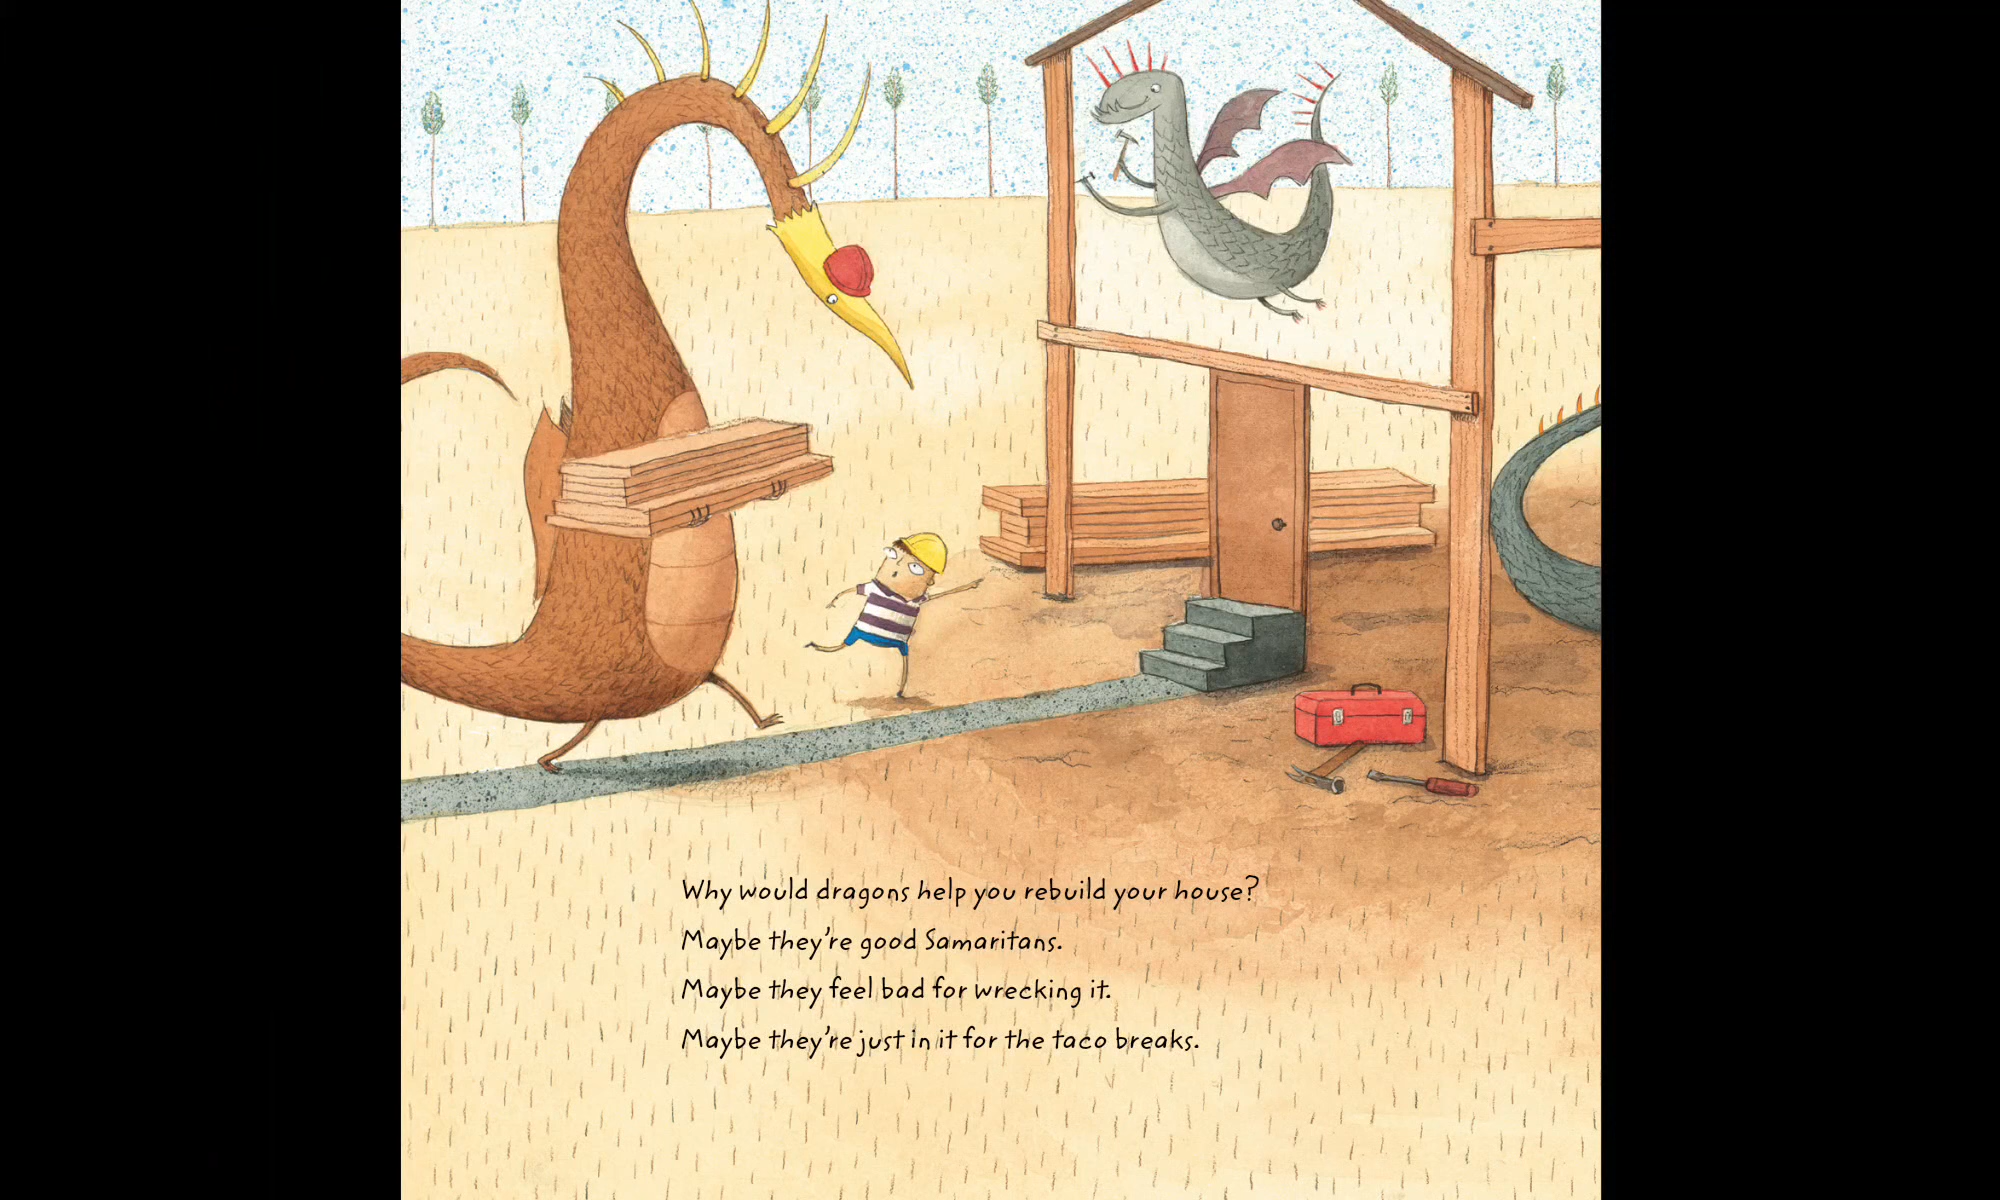 Why would dragons help you rebuild your house?
Maybe they're good Samaritans.
Maybe they feel bad for wrecking it.
Maybe they're just in it for the taco breaks.